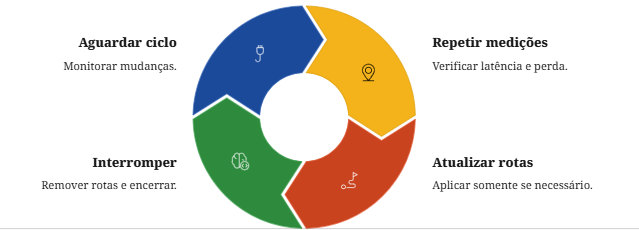 Aguardar ciclo
Monitorar mudanças.
Repetir medições
Verificar latência e perda.
Interromper
Remover rotas e encerrar.
Atualizar rotas
Aplicar somente se necessário.